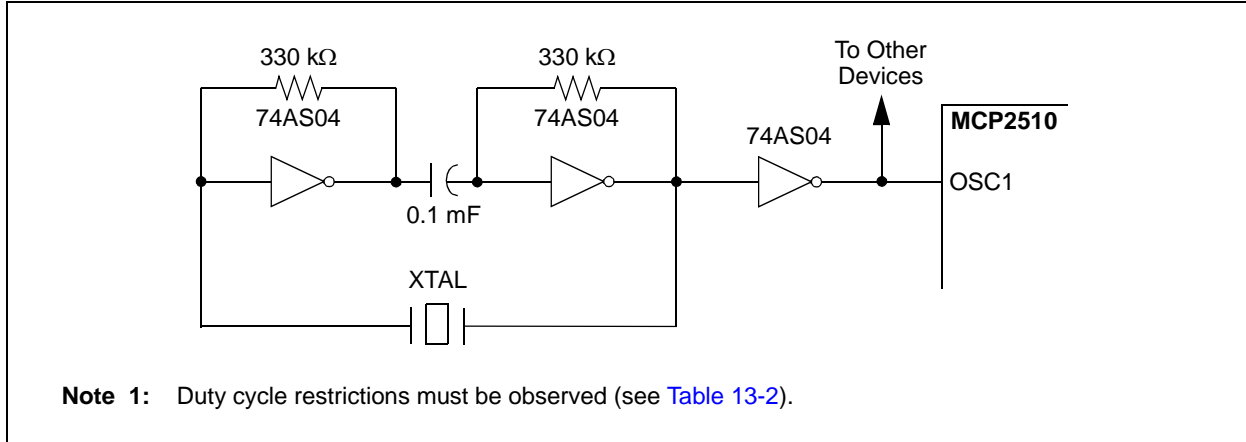 330 kΩ
330 kΩ
To Other
Devices
74AS04
74AS04
74AS04
MCP2510
OSC1
0.1 mF
XTAL
Note 1: Duty cycle restrictions must be observed (see Table 13-2).